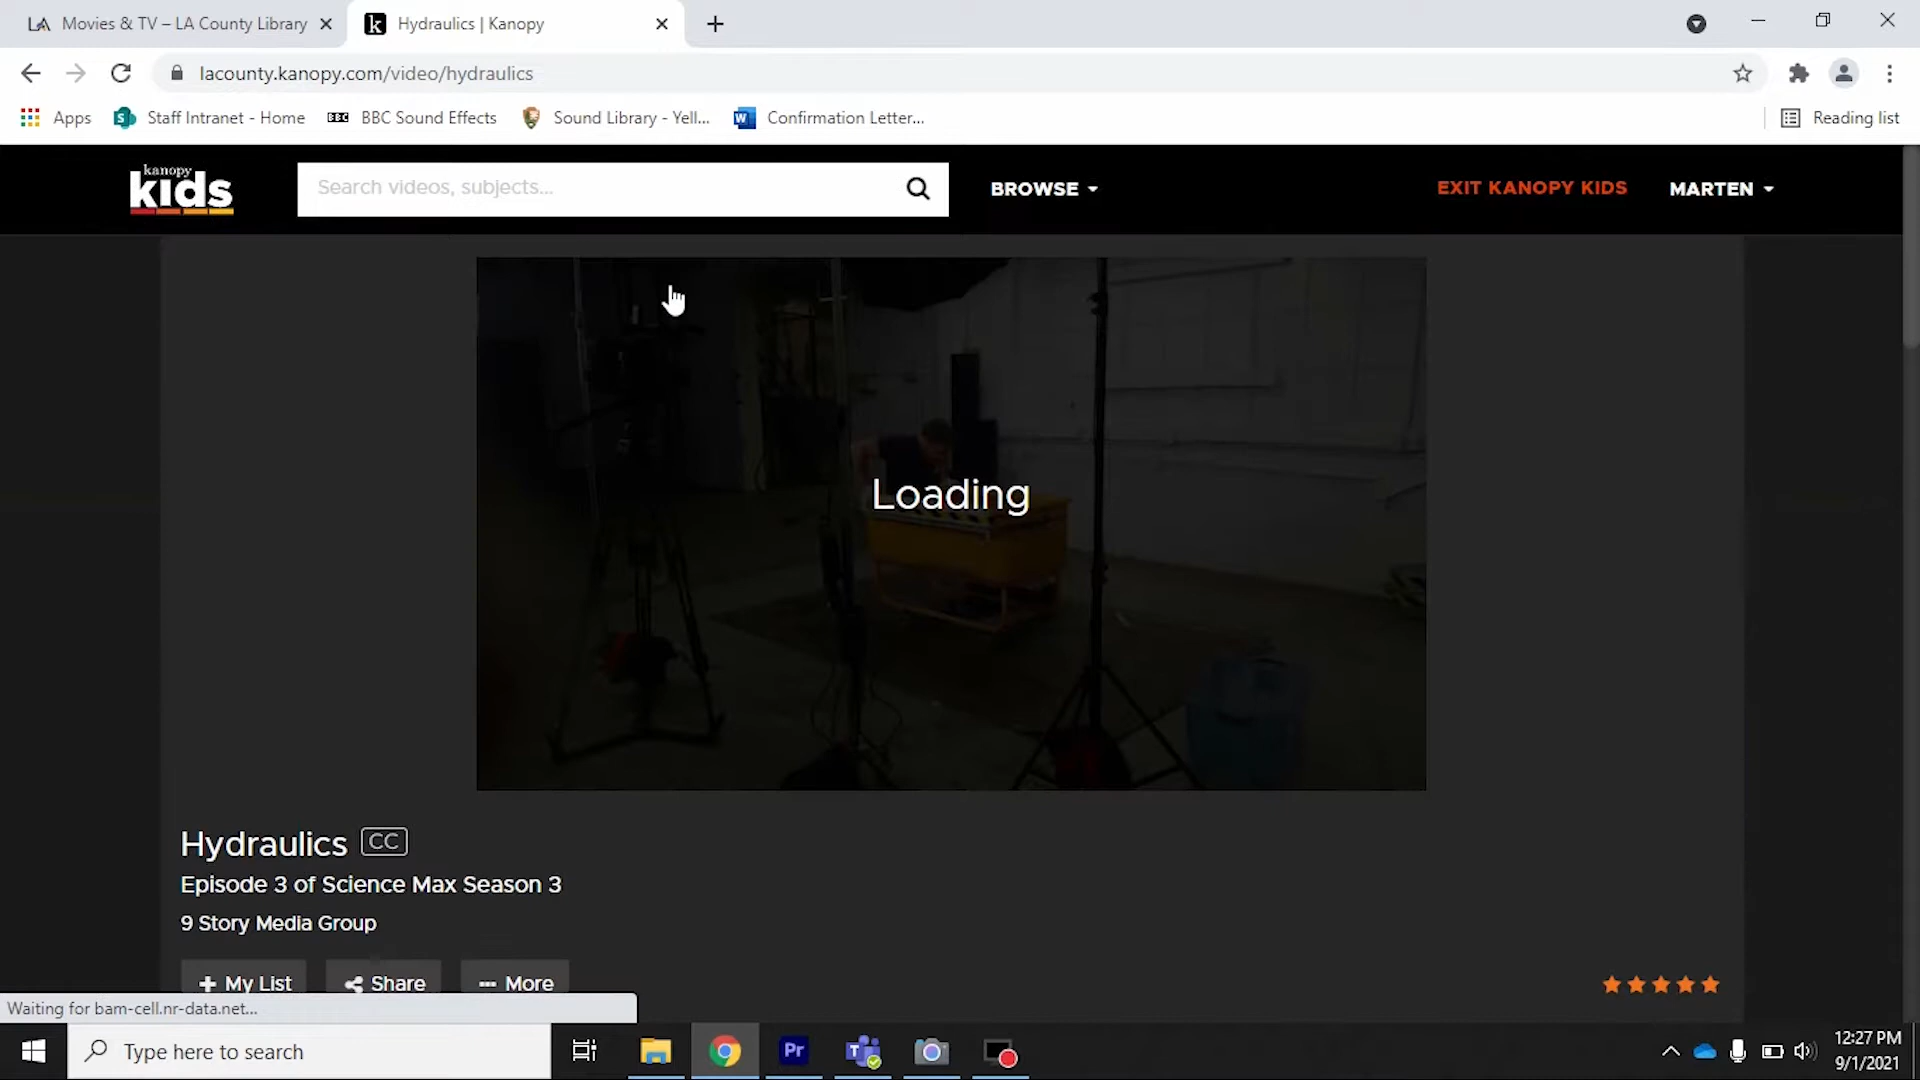 LA Movies & TV – LA County Library
k Hydraulics | Kanopy
lacounty.kanopy.com/video/hydraulics
Apps
S Staff Intranet - Home
BBC BBC Sound Effects
Sound Library - Yell...
W Confirmation Letter...
Reading list
kanopy
kids
Search videos, subjects...
BROWSE
EXIT KANOPY KIDS
MARTEN
Loading
Hydraulics CC
Episode 3 of Science Max Season 3
9 Story Media Group
+ My List
Share
More
Waiting for bam-cell.nr-data.net...
Type here to search
Pr
T
12:27 PM
9/1/2021